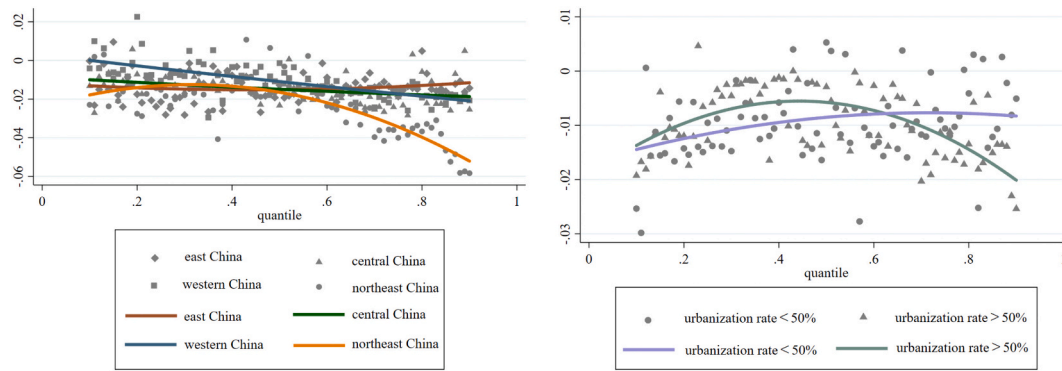 .02
0
-.02
-.04
-.06
0
.2
.4
.6
.8
1
quantile
east China
central China
western China
northeast China
east China
central China
western China
northeast China
.01
0
-.01
-.02
-.03
0
.2
.4
.6
.8
quantile
urbanization rate<50%
urbanization rate>50%
urbanization rate<50%
urbanization rate>50%